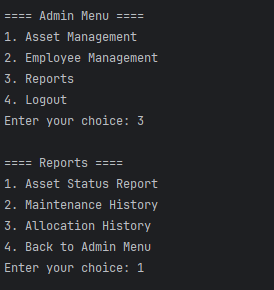 ==== Admin Menu ====
1. Asset Management
2. Employee Management
3. Reports
4. Logout
Enter your choice: 3
==== Reports ====
1. Asset Status Report
2. Maintenance History
3. Allocation History
4. Back to Admin Menu
Enter your choice: 1